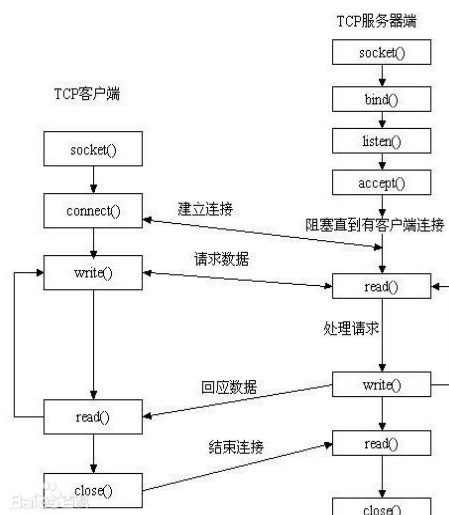 TCP服务器端
socket()
bind()
listen()
accept()
阻塞直到有客户端连接
read()
处理请求
write()
read()
close()
TCP客户端
socket()
connect()
write()
read()
close()
建立连接
请求数据
回应数据
结束连接